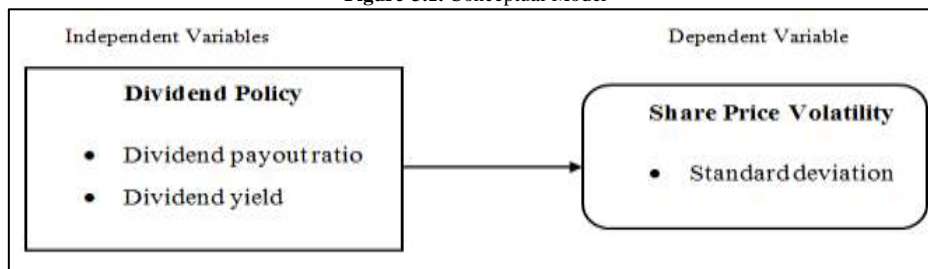 Figure 3.1: Conceptual Model
Independent Variables
Dependent Variable
Dividend Policy
• Dividend payout ratio
• Dividend yield
Share Price Volatility
• Standard deviation